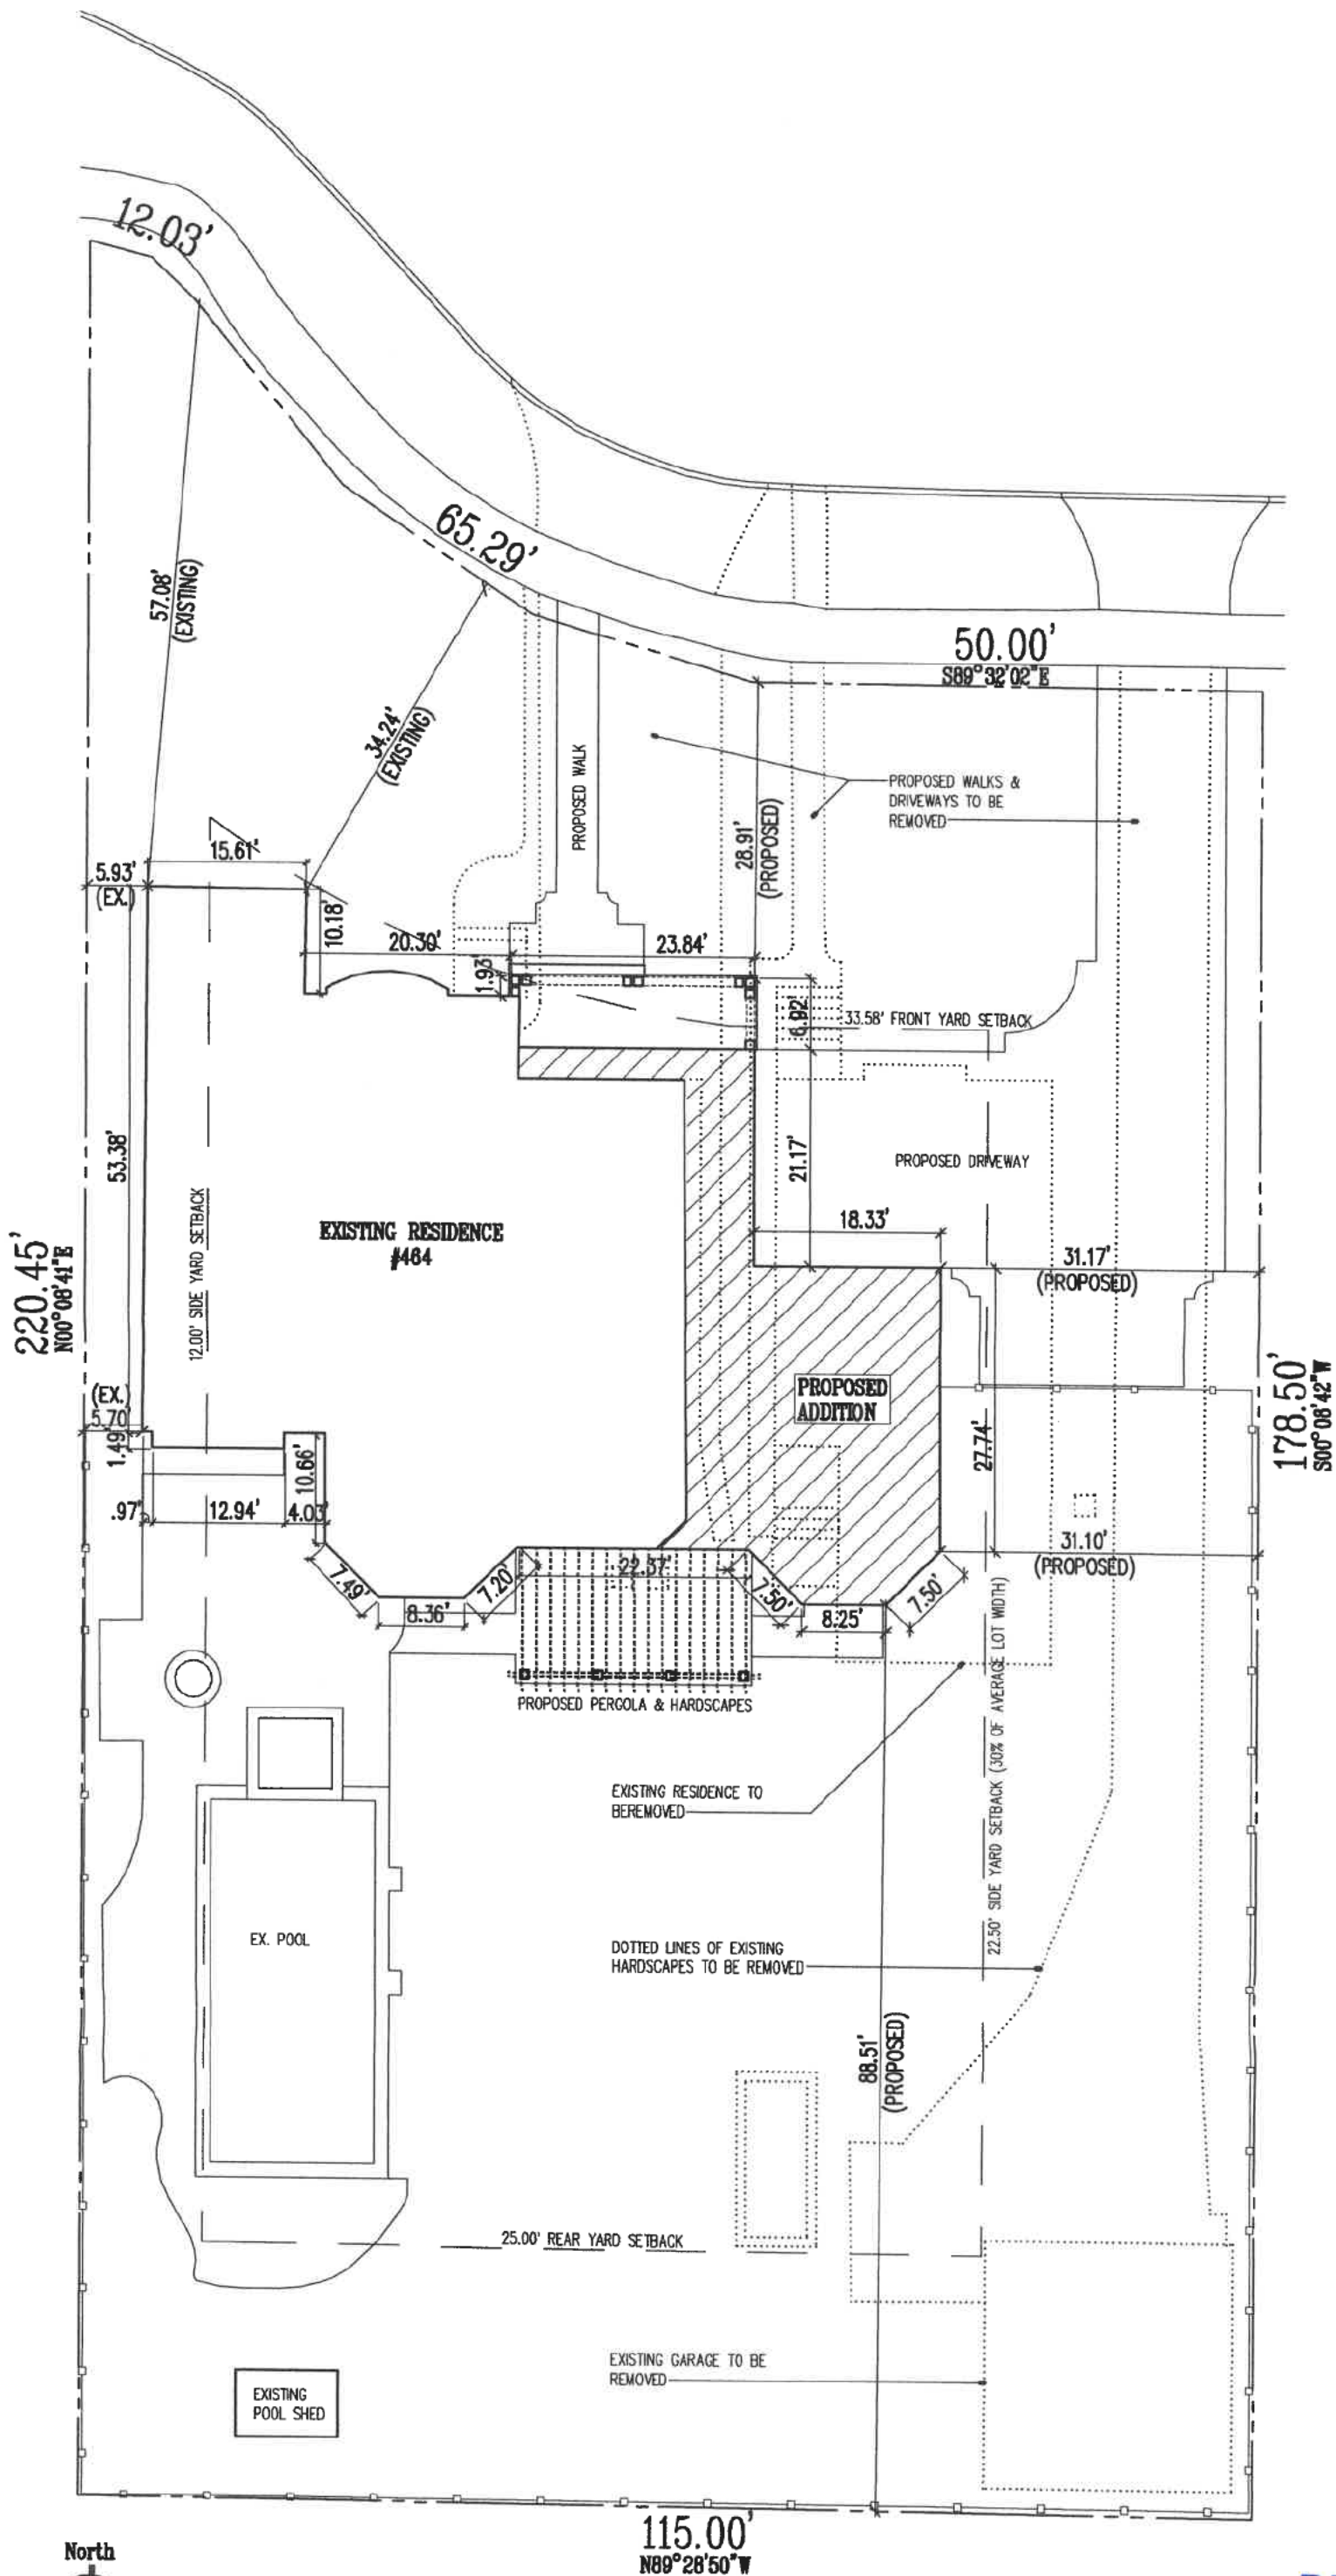 12.03'
65.29'
57.08'
(EXISTING)
34.24'
(EXISTING)
50.00'
S89°32'02"E
PROPOSED WALK
28.91'
(PROPOSED)
PROPOSED WALKS &
DRIVEWAYS TO BE
REMOVED
5.93'
(EX.)
15.61'
10.18'
20.30'
1.93'
23.84'
6.92'
33.58' FRONT YARD SETBACK
53.38'
12.00' SIDE YARD SETBACK
EXISTING RESIDENCE
#464
21.17'
PROPOSED DRIVEWAY
18.33'
31.17'
(PROPOSED)
220.45'
N00°08'41"E
178.50'
S00°08'42"W
PROPOSED
ADDITION
27.74'
(EX.)
5.70'
1.49'
.97'
12.94'
4.03'
10.66'
31.10'
(PROPOSED)
7.49'
8.36'
7.20'
22.37'
7.50'
8.25'
7.50'
PROPOSED PERGOLA & HARDSCAPES
22.50' SIDE YARD SETBACK (30% OF AVERAGE LOT WIDTH)
EXISTING RESIDENCE TO
BEREMOVED
EX. POOL
DOTTED LINES OF EXISTING
HARDSCAPES TO BE REMOVED
88.51'
(PROPOSED)
25.00' REAR YARD SETBACK
EXISTING GARAGE TO BE
REMOVED
EXISTING
POOL SHED
115.00'
N89°28'50"W
North